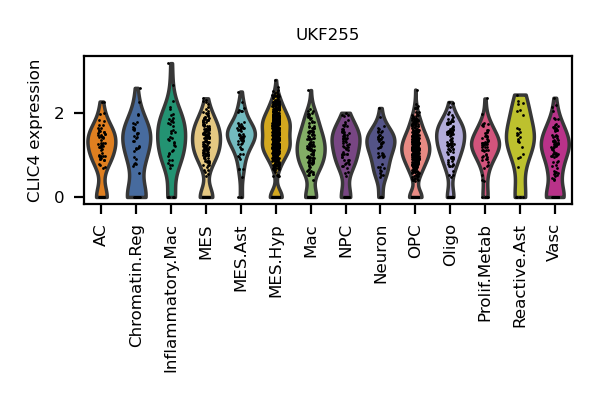 UKF255
CLIC4 expression
2
0
AC
Chromatin.Reg
Inflammatory.Mac
MES
MES.Ast
MES.Hyp
Mac
NPC
Neuron
OPC
Oligo
Prolif.Metab
Reactive.Ast
Vasc